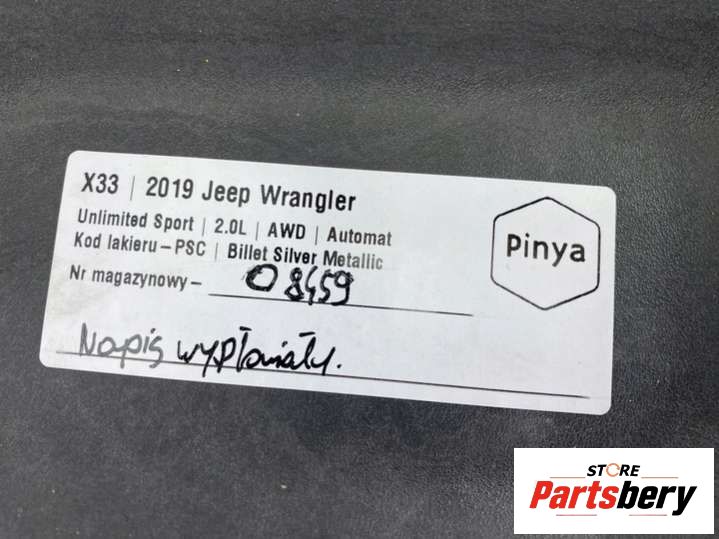 X33 | 2019 Jeep Wrangler
Unlimited Sport | 2.0L | AWD | Automat
Kod lakieru – PSC | Billet Silver Metallic
Nr magazynowy – 08459
Napis wypłowiały.
Pinya
STORE
Partsbery